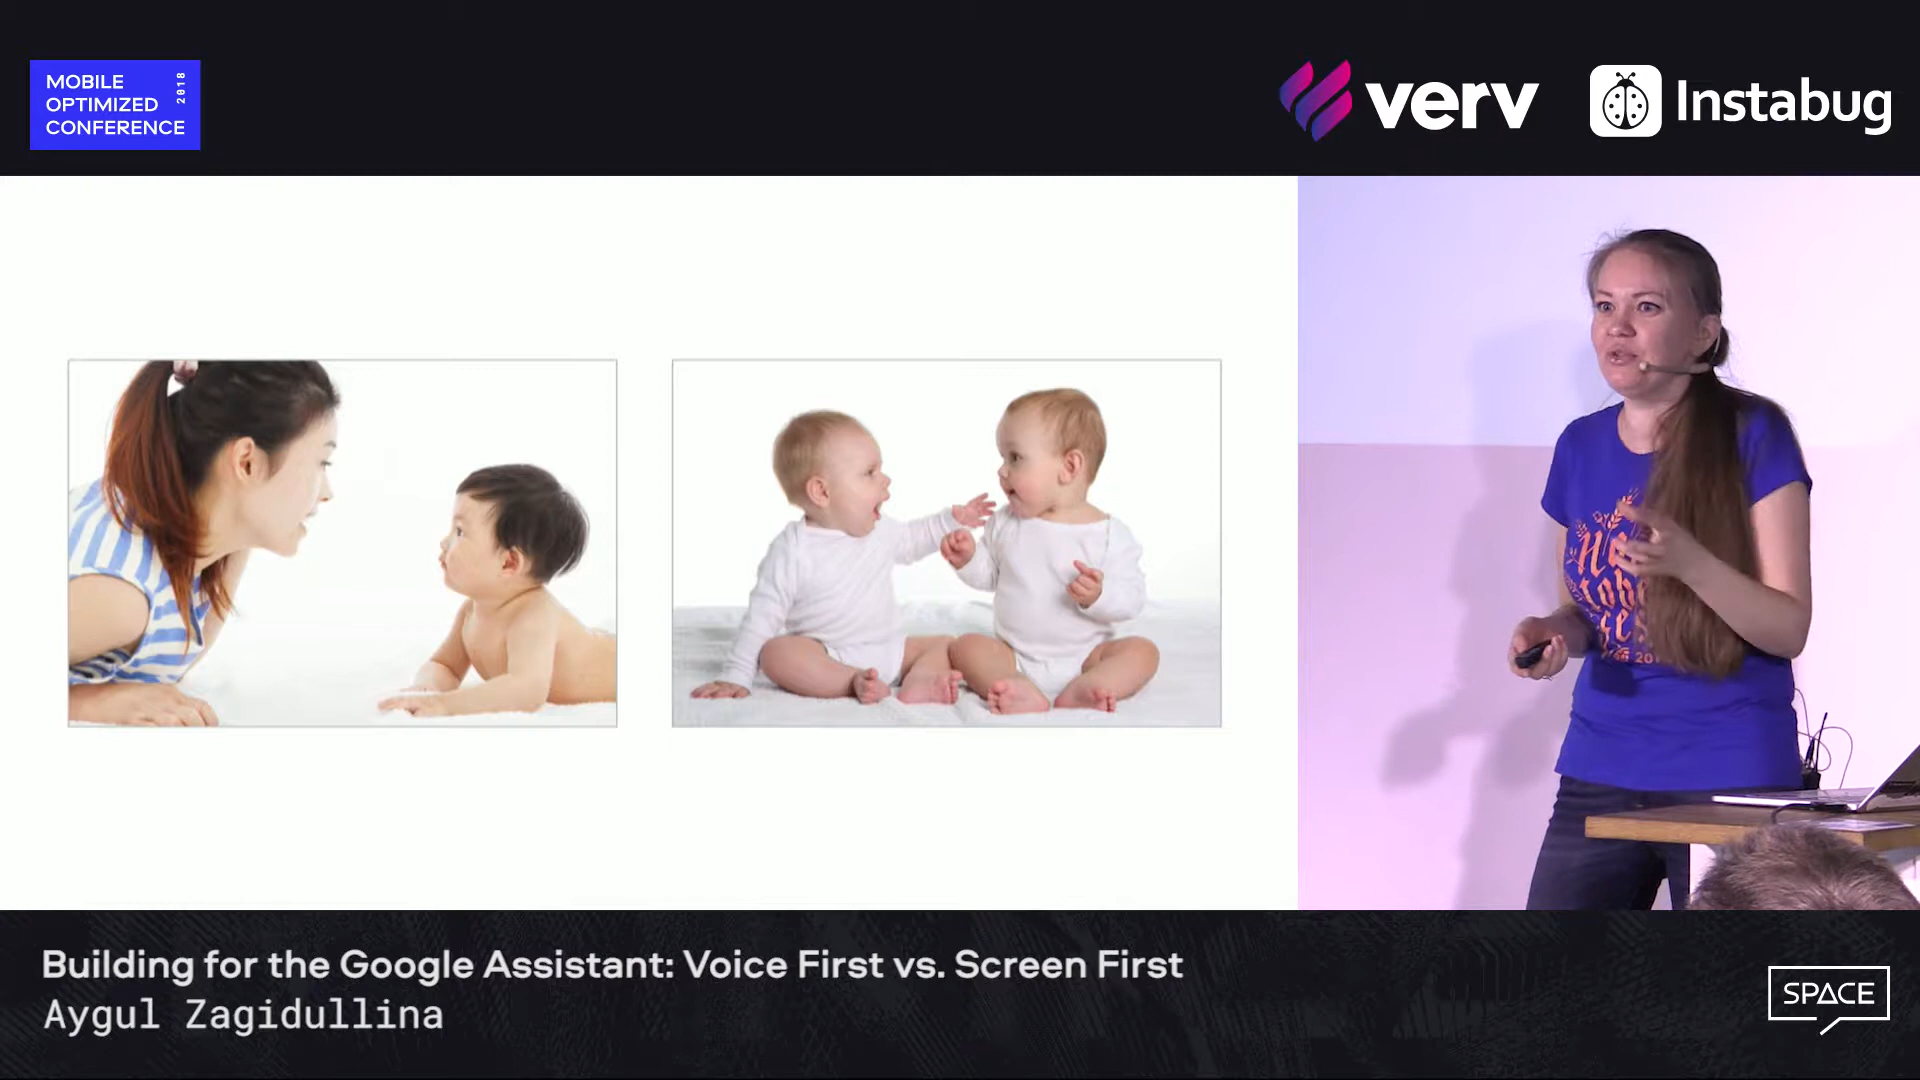 MOBILE
OPTIMIZED
CONFERENCE
2018
verv
Instabug
Building for the Google Assistant: Voice First vs. Screen First
Aygul Zagidullina
SPACE